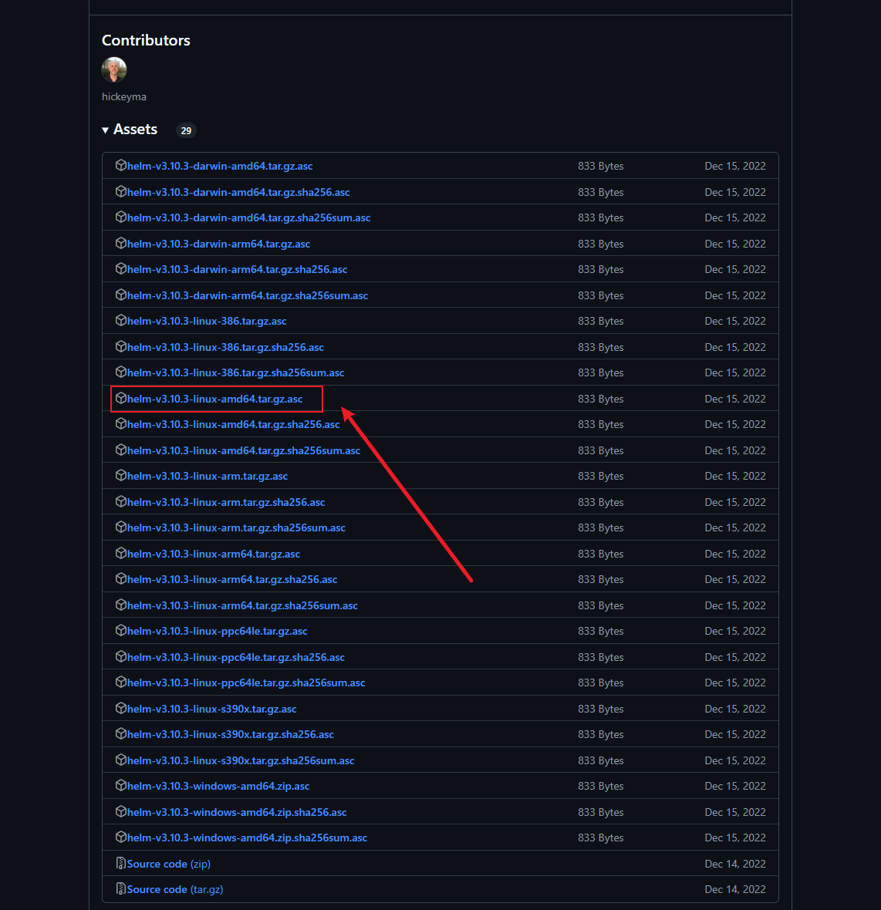 Contributors
hickeyma
Assets 29
helm-v3.10.3-darwin-amd64.tar.gz.asc 833 Bytes Dec 15, 2022
helm-v3.10.3-darwin-amd64.tar.gz.sha256.asc 833 Bytes Dec 15, 2022
helm-v3.10.3-darwin-amd64.tar.gz.sha256sum.asc 833 Bytes Dec 15, 2022
helm-v3.10.3-darwin-arm64.tar.gz.asc 833 Bytes Dec 15, 2022
helm-v3.10.3-darwin-arm64.tar.gz.sha256.asc 833 Bytes Dec 15, 2022
helm-v3.10.3-darwin-arm64.tar.gz.sha256sum.asc 833 Bytes Dec 15, 2022
helm-v3.10.3-linux-386.tar.gz.asc 833 Bytes Dec 15, 2022
helm-v3.10.3-linux-386.tar.gz.sha256.asc 833 Bytes Dec 15, 2022
helm-v3.10.3-linux-386.tar.gz.sha256sum.asc 833 Bytes Dec 15, 2022
helm-v3.10.3-linux-amd64.tar.gz.asc 833 Bytes Dec 15, 2022
helm-v3.10.3-linux-amd64.tar.gz.sha256.asc 833 Bytes Dec 15, 2022
helm-v3.10.3-linux-amd64.tar.gz.sha256sum.asc 833 Bytes Dec 15, 2022
helm-v3.10.3-linux-arm.tar.gz.asc 833 Bytes Dec 15, 2022
helm-v3.10.3-linux-arm.tar.gz.sha256.asc 833 Bytes Dec 15, 2022
helm-v3.10.3-linux-arm.tar.gz.sha256sum.asc 833 Bytes Dec 15, 2022
helm-v3.10.3-linux-arm64.tar.gz.asc 833 Bytes Dec 15, 2022
helm-v3.10.3-linux-arm64.tar.gz.sha256.asc 833 Bytes Dec 15, 2022
helm-v3.10.3-linux-arm64.tar.gz.sha256sum.asc 833 Bytes Dec 15, 2022
helm-v3.10.3-linux-ppc64le.tar.gz.asc 833 Bytes Dec 15, 2022
helm-v3.10.3-linux-ppc64le.tar.gz.sha256.asc 833 Bytes Dec 15, 2022
helm-v3.10.3-linux-ppc64le.tar.gz.sha256sum.asc 833 Bytes Dec 15, 2022
helm-v3.10.3-linux-s390x.tar.gz.asc 833 Bytes Dec 15, 2022
helm-v3.10.3-linux-s390x.tar.gz.sha256.asc 833 Bytes Dec 15, 2022
helm-v3.10.3-linux-s390x.tar.gz.sha256sum.asc 833 Bytes Dec 15, 2022
helm-v3.10.3-windows-amd64.zip.asc 833 Bytes Dec 15, 2022
helm-v3.10.3-windows-amd64.zip.sha256.asc 833 Bytes Dec 15, 2022
helm-v3.10.3-windows-amd64.zip.sha256sum.asc 833 Bytes Dec 15, 2022
Source code (zip) Dec 14, 2022
Source code (tar.gz) Dec 14, 2022